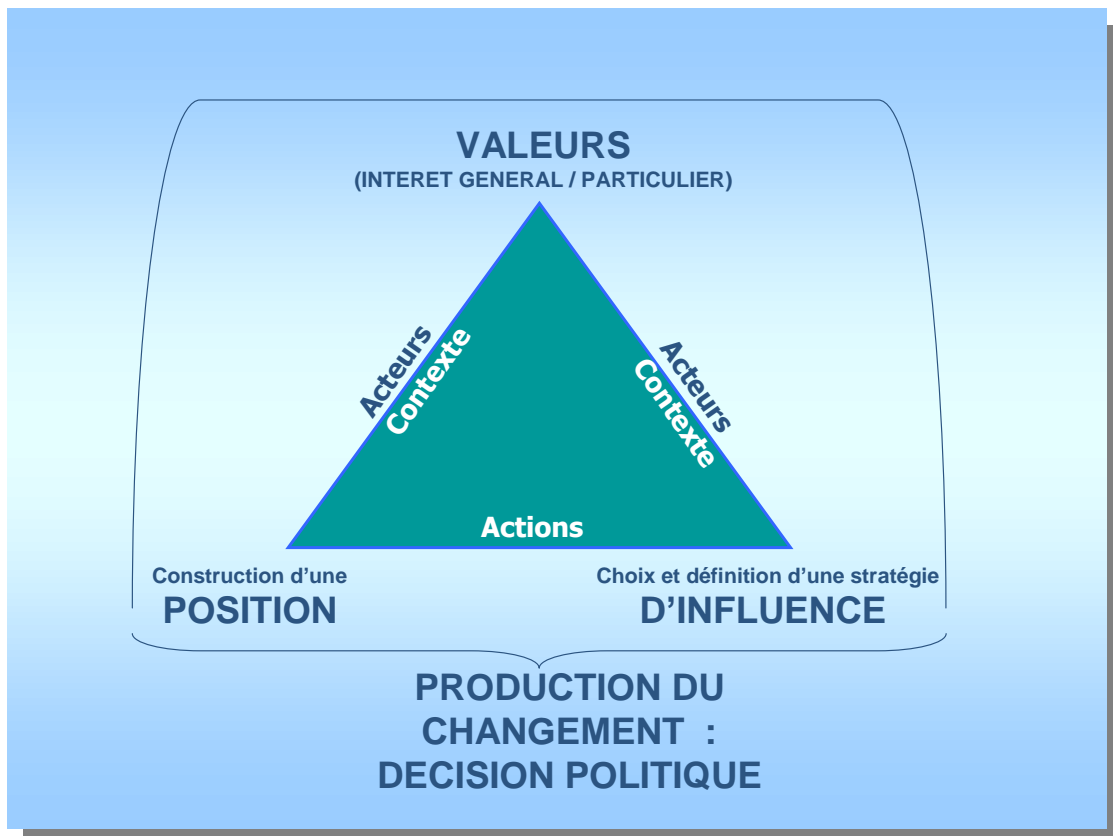 VALEURS
(INTERET GENERAL / PARTICULIER)
Acteurs
Contexte
Acteurs
Contexte
Actions
Construction d’une
POSITION
Choix et définition d’une stratégie
D’INFLUENCE
PRODUCTION DU
CHANGEMENT :
DECISION POLITIQUE